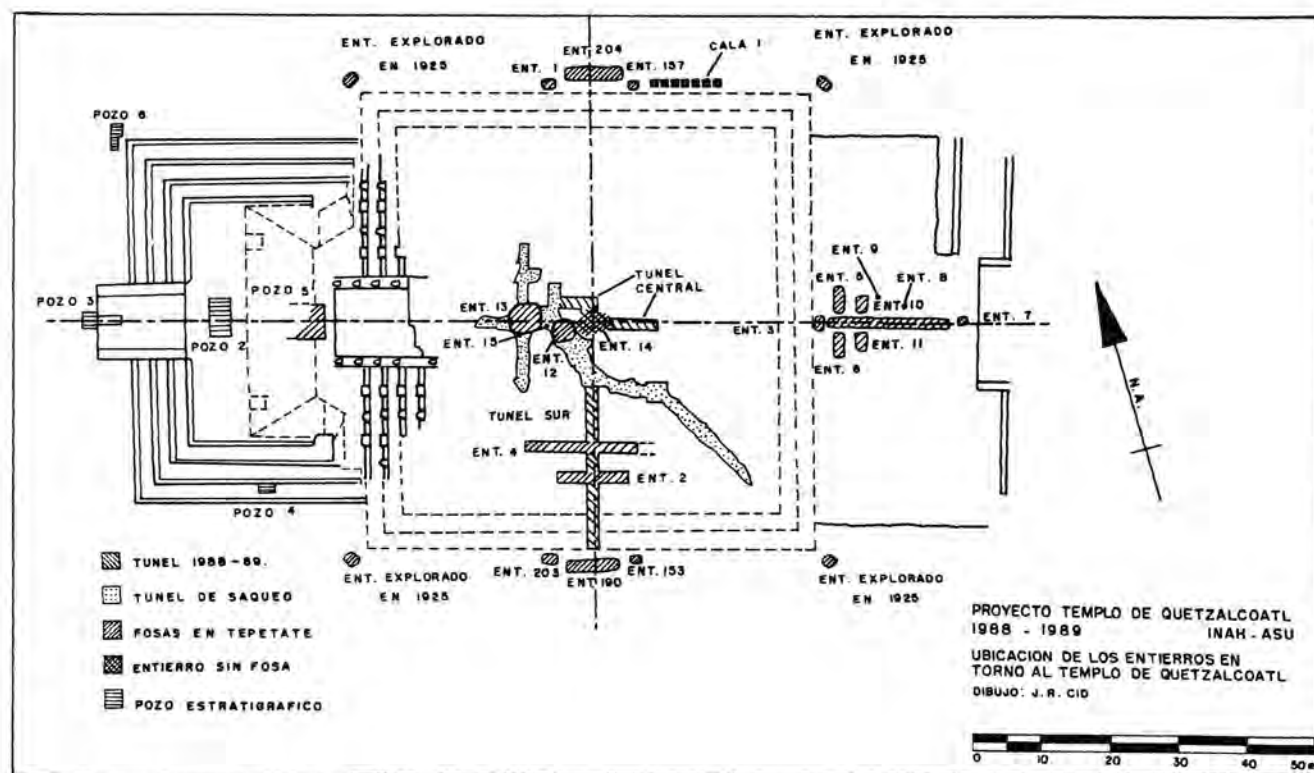 ENT. EXPLORADO
EN 1925
ENT. 204
ENT. 1
ENT. 157
CALA 1
ENT. EXPLORADO
EN 1925
POZO 6
POZO 3
POZO 2
POZO 5
ENT. 13
ENT. 15
ENT. 12
ENT. 14
TUNEL
CENTRAL
ENT. 3
ENT. 9
ENT. 5
ENT. 8
ENT. 10
ENT. 7
ENT. 11
ENT. 6
N.A.
TUNEL SUR
ENT. 4
ENT. 2
POZO 4
ENT. EXPLORADO
EN 1925
ENT. 203
ENT 190
ENT. 153
ENT. EXPLORADO
EN 1925
TUNEL 1988-89.
TUNEL DE SAQUEO
FOSAS EN TEPETATE
ENTIERRO SIN FOSA
POZO ESTRATIGRAFICO
PROYECTO TEMPLO DE QUETZALCOATL
1988 - 1989 INAH - ASU
UBICACION DE LOS ENTIERROS EN
TORNO AL TEMPLO DE QUETZALCOATL
DIBUJO: J.R. CID
0 10 20 30 40 50